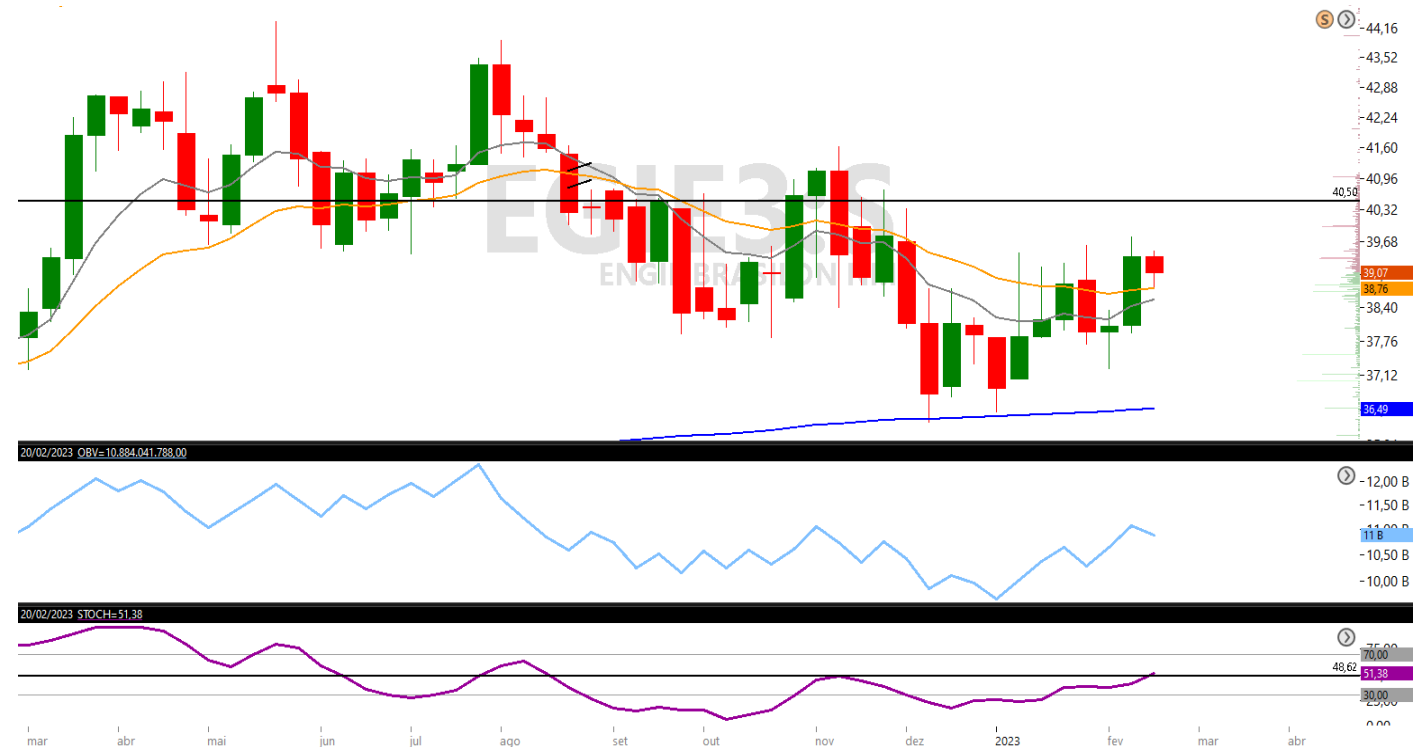 S
44,16
43,52
42,88
42,24
41,60
40,96
40,50
40,32
39,68
39,07
38,76
38,40
37,76
37,12
36,49
EGIE3:S
ENGIE BRASIL ON
20/02/2023 OBV=10.884.041.788,00
12,00 B
11,50 B
11 B
10,50 B
10,00 B
20/02/2023 STOCH=51,38
70,00
48,62
51,38
30,00
mar abr mai jun jul ago set out nov dez 2023 fev mar abr